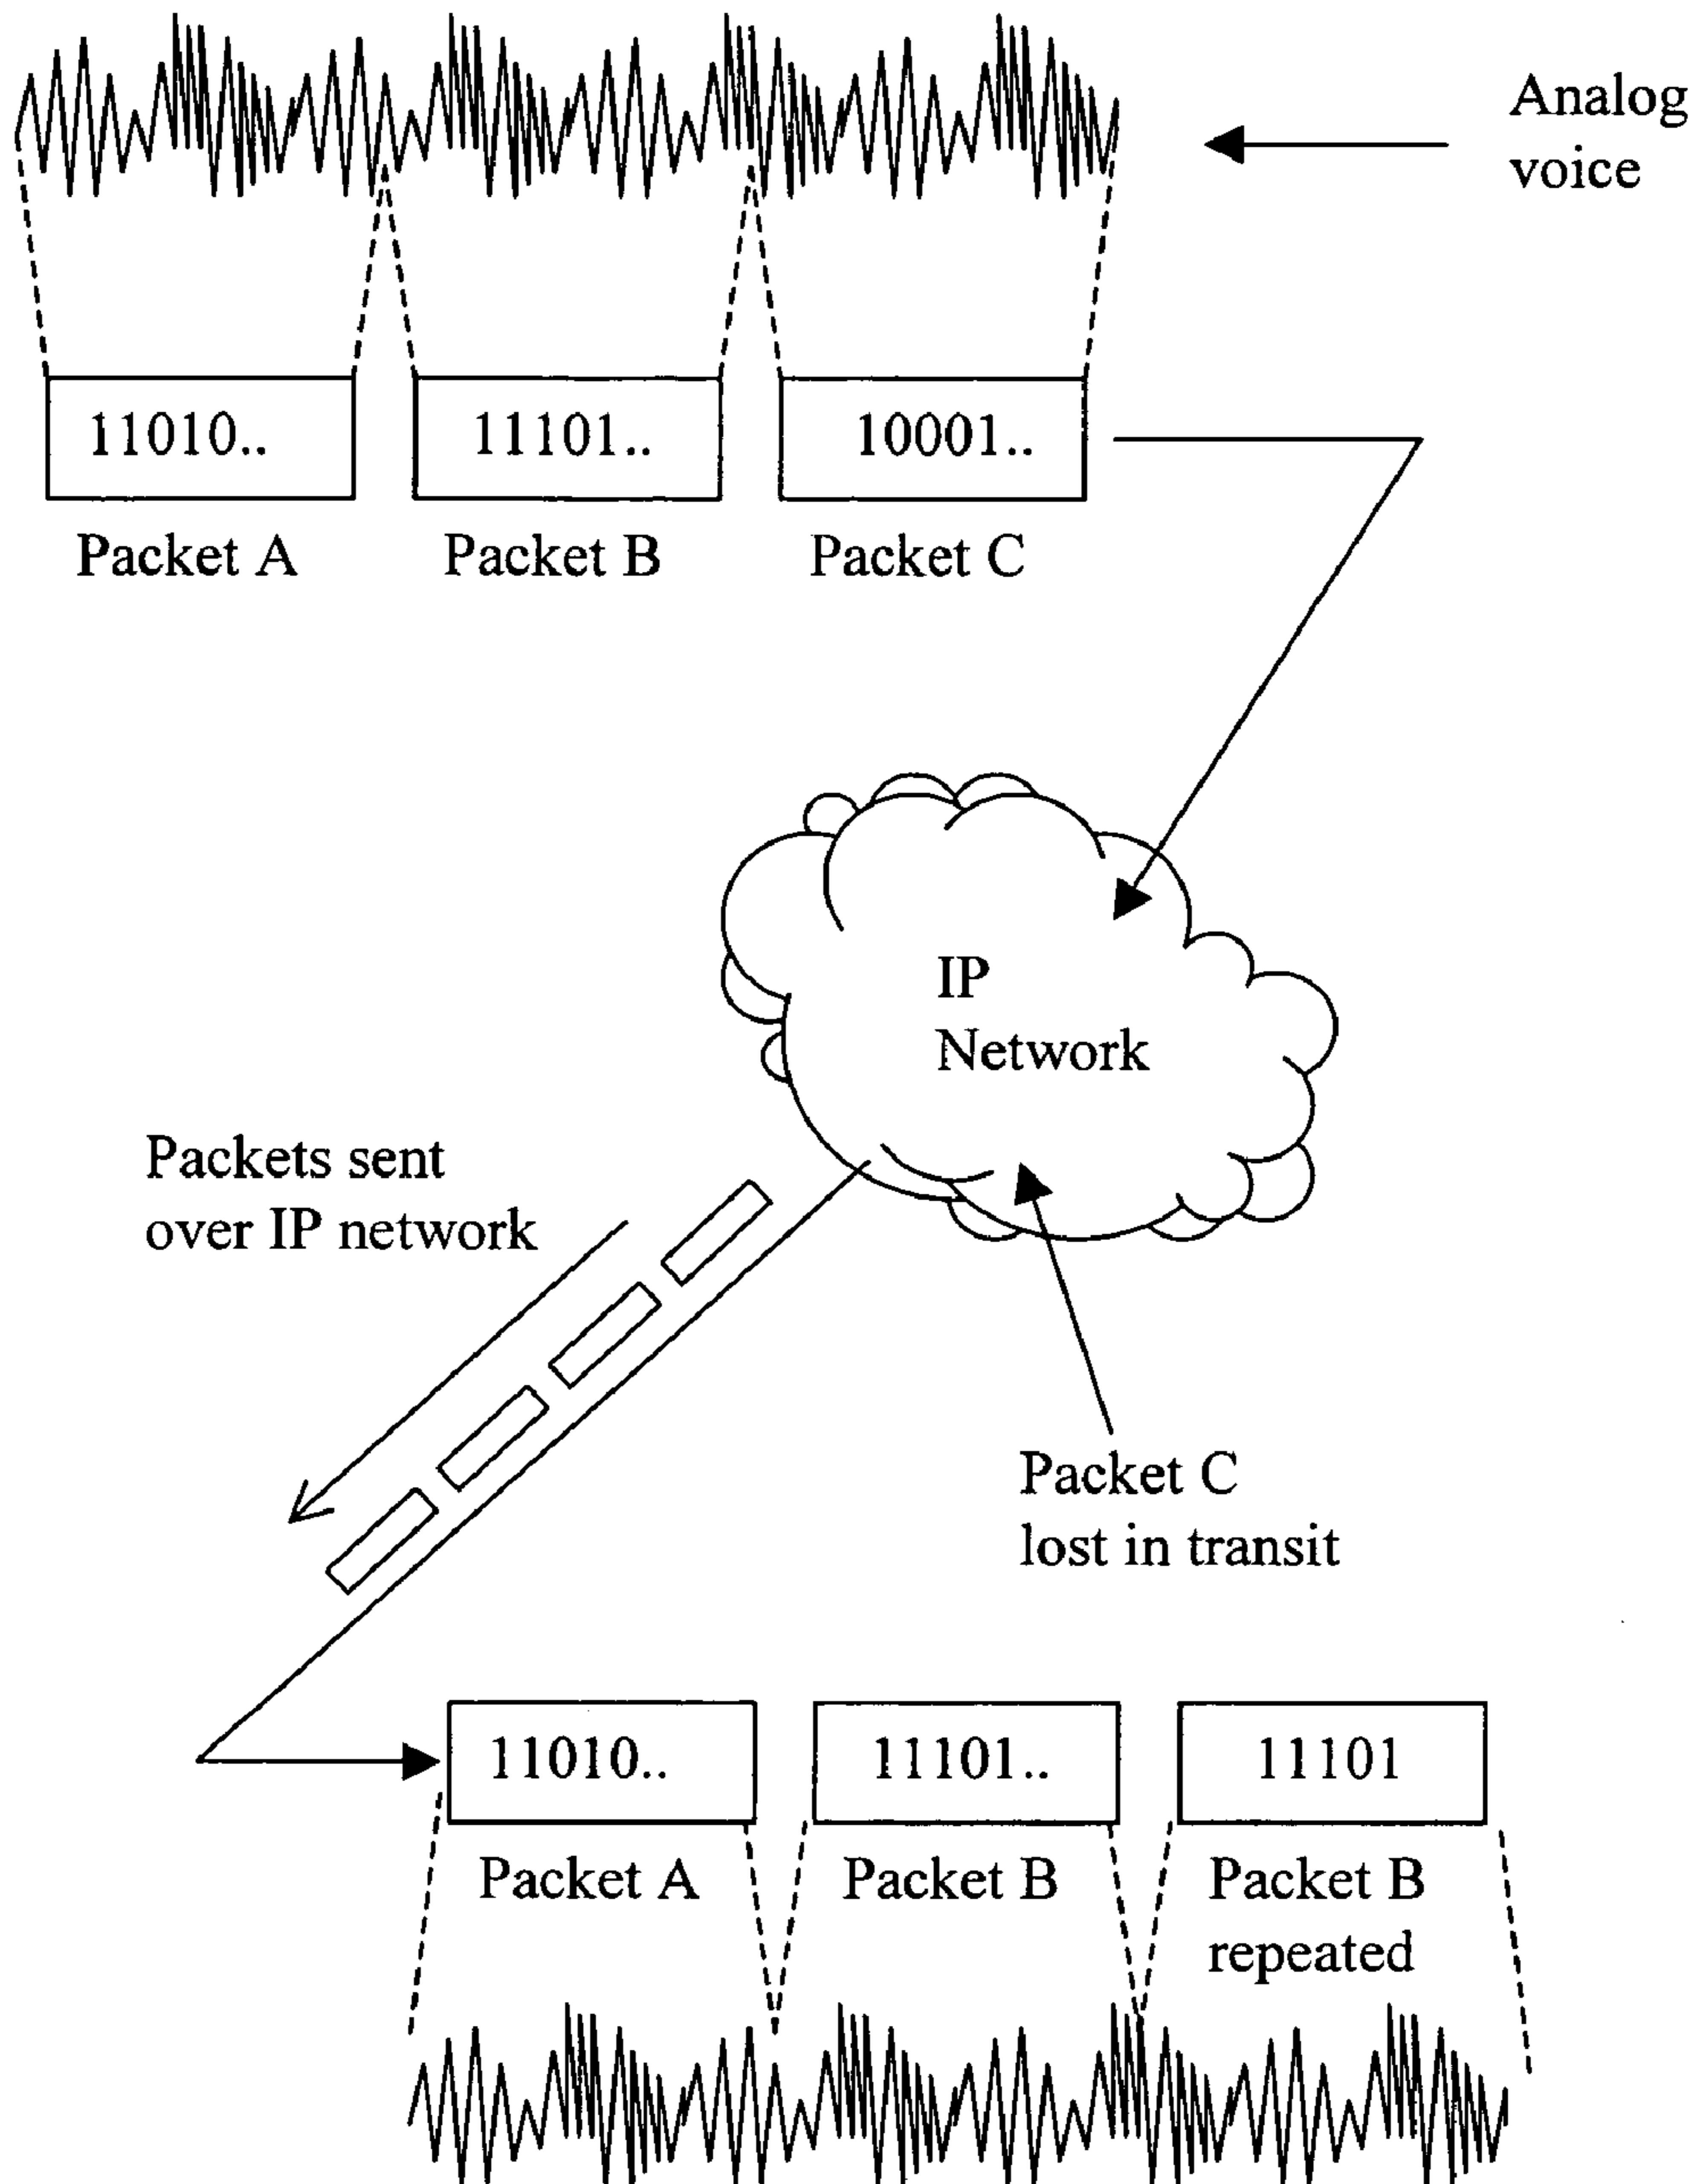 Analog
voice
11010..
11101..
10001..
Packet A
Packet B
Packet C
IP
Network
Packets sent
over IP network
Packet C
lost in transit
11010..
11101..
11101
Packet A
Packet B
Packet B
repeated